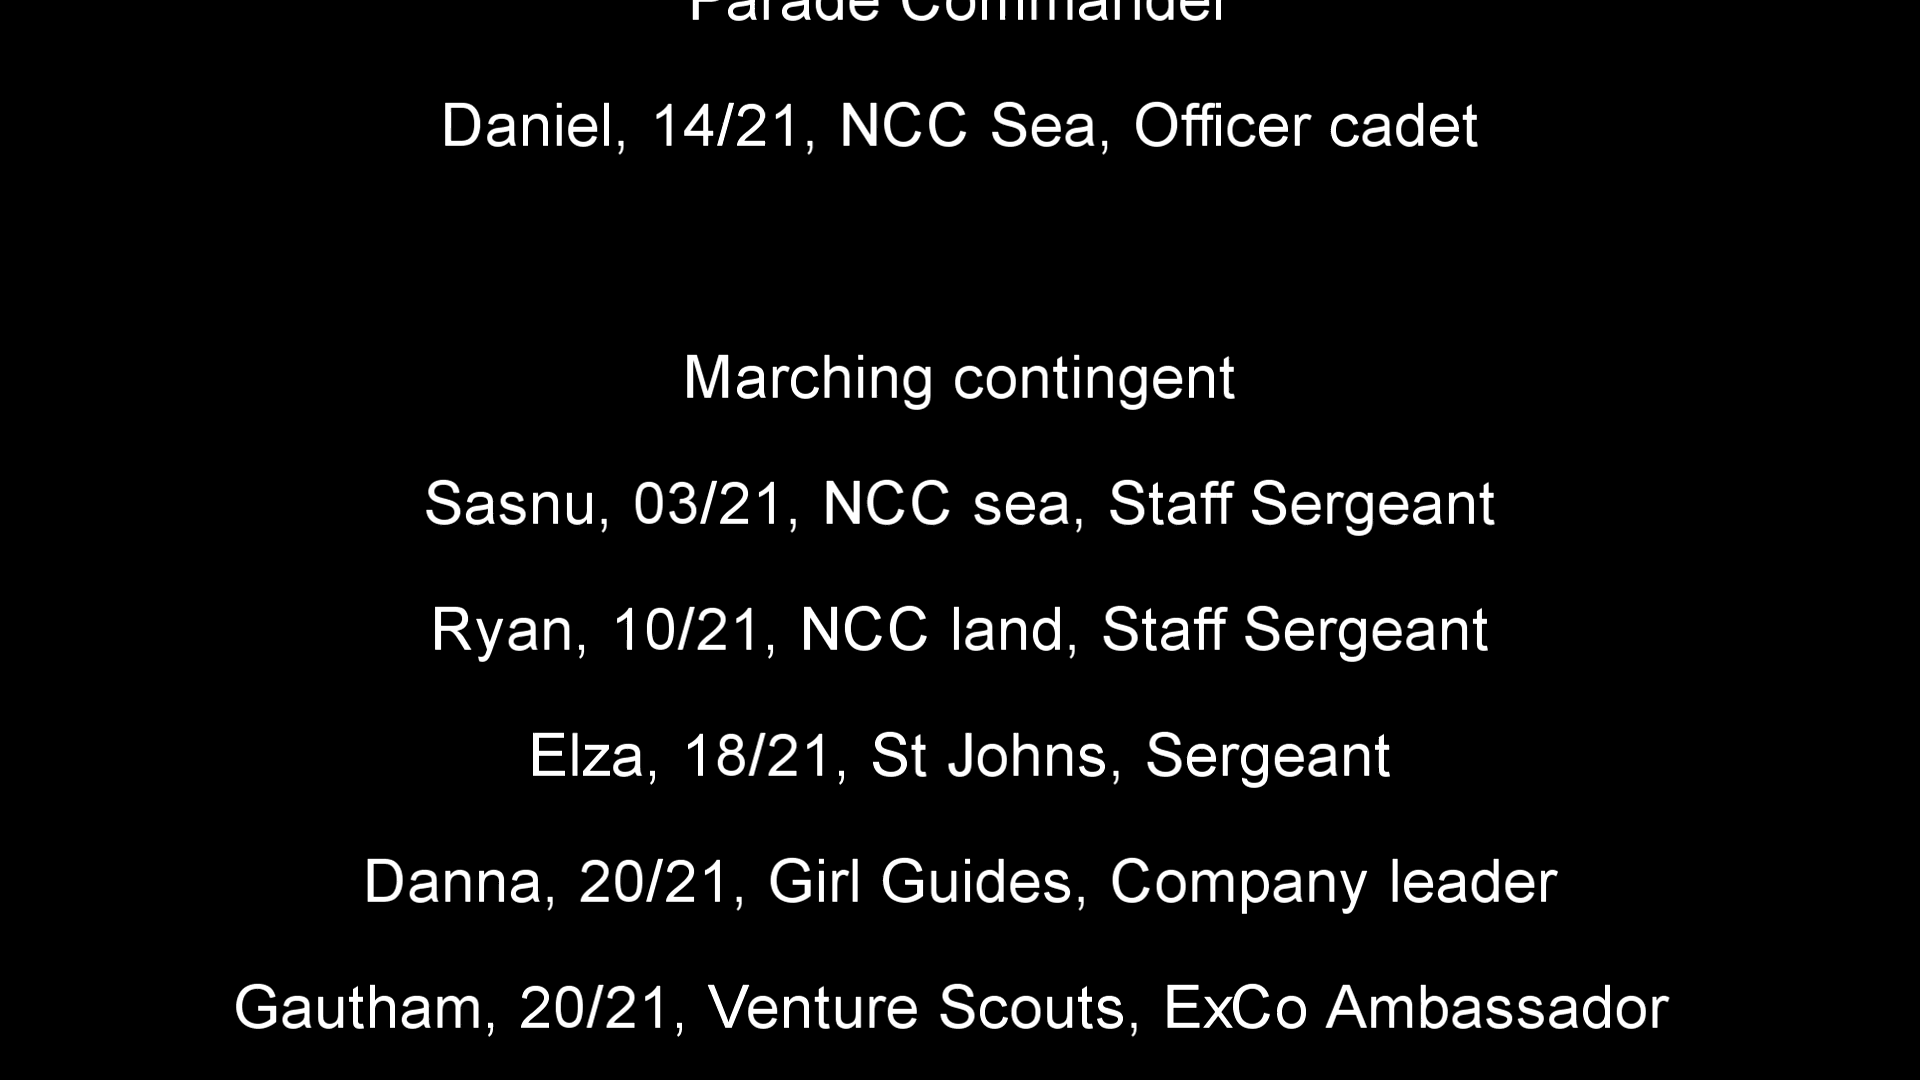 Parade Commander
Daniel, 14/21, NCC Sea, Officer cadet
Marching contingent
Sasnu, 03/21, NCC sea, Staff Sergeant
Ryan, 10/21, NCC land, Staff Sergeant
Elza, 18/21, St Johns, Sergeant
Danna, 20/21, Girl Guides, Company leader
Gautham, 20/21, Venture Scouts, ExCo Ambassador